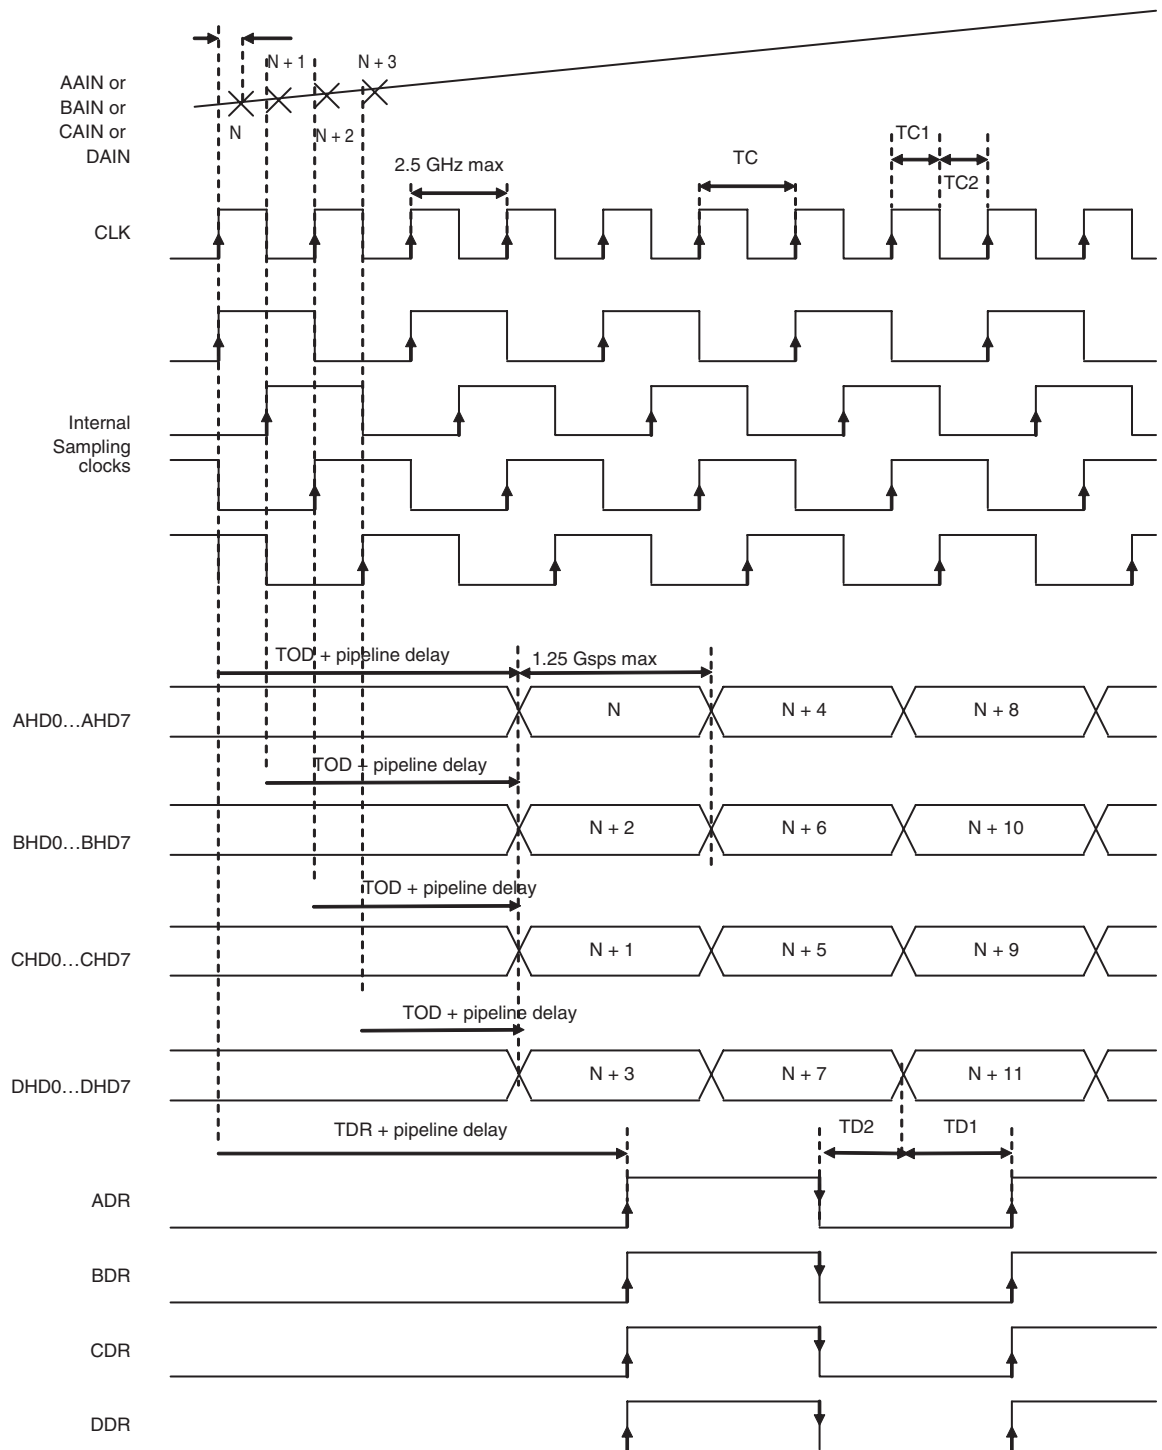 N + 1
N + 3
AAIN or
BAIN or
CAIN or
DAIN
N
N + 2
TC1
TC
TC2
2.5 GHz max
CLK
Internal
Sampling
clocks
TOD + pipeline delay
1.25 Gsps max
AHD0…AHD7
N
N + 4
N + 8
TOD + pipeline delay
BHD0…BHD7
N + 2
N + 6
N + 10
TOD + pipeline delay
CHD0…CHD7
N + 1
N + 5
N + 9
TOD + pipeline delay
DHD0…DHD7
N + 3
N + 7
N + 11
TDR + pipeline delay
TD2
TD1
ADR
BDR
CDR
DDR